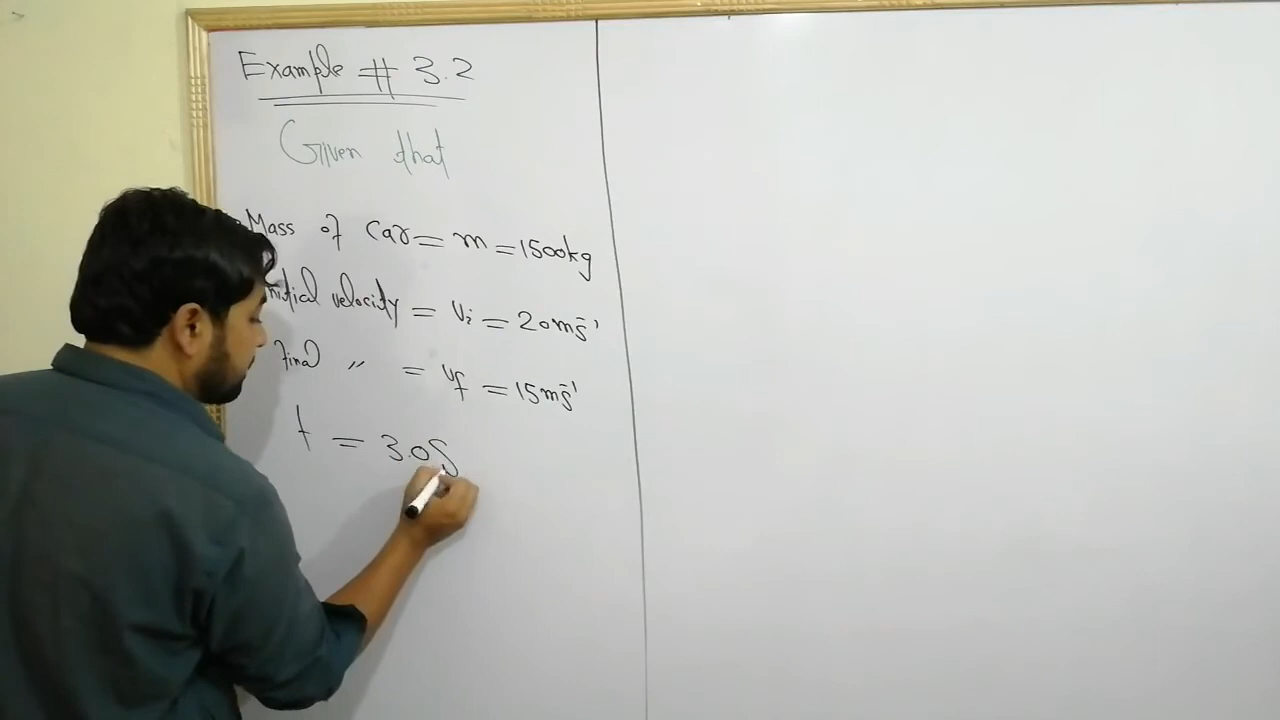 Example # 3.2
Given that
Mass of Car = m = 1500kg
Initial velocity = vi = 20ms⁻¹
Final " = vf = 15ms⁻¹
t = 3.0s